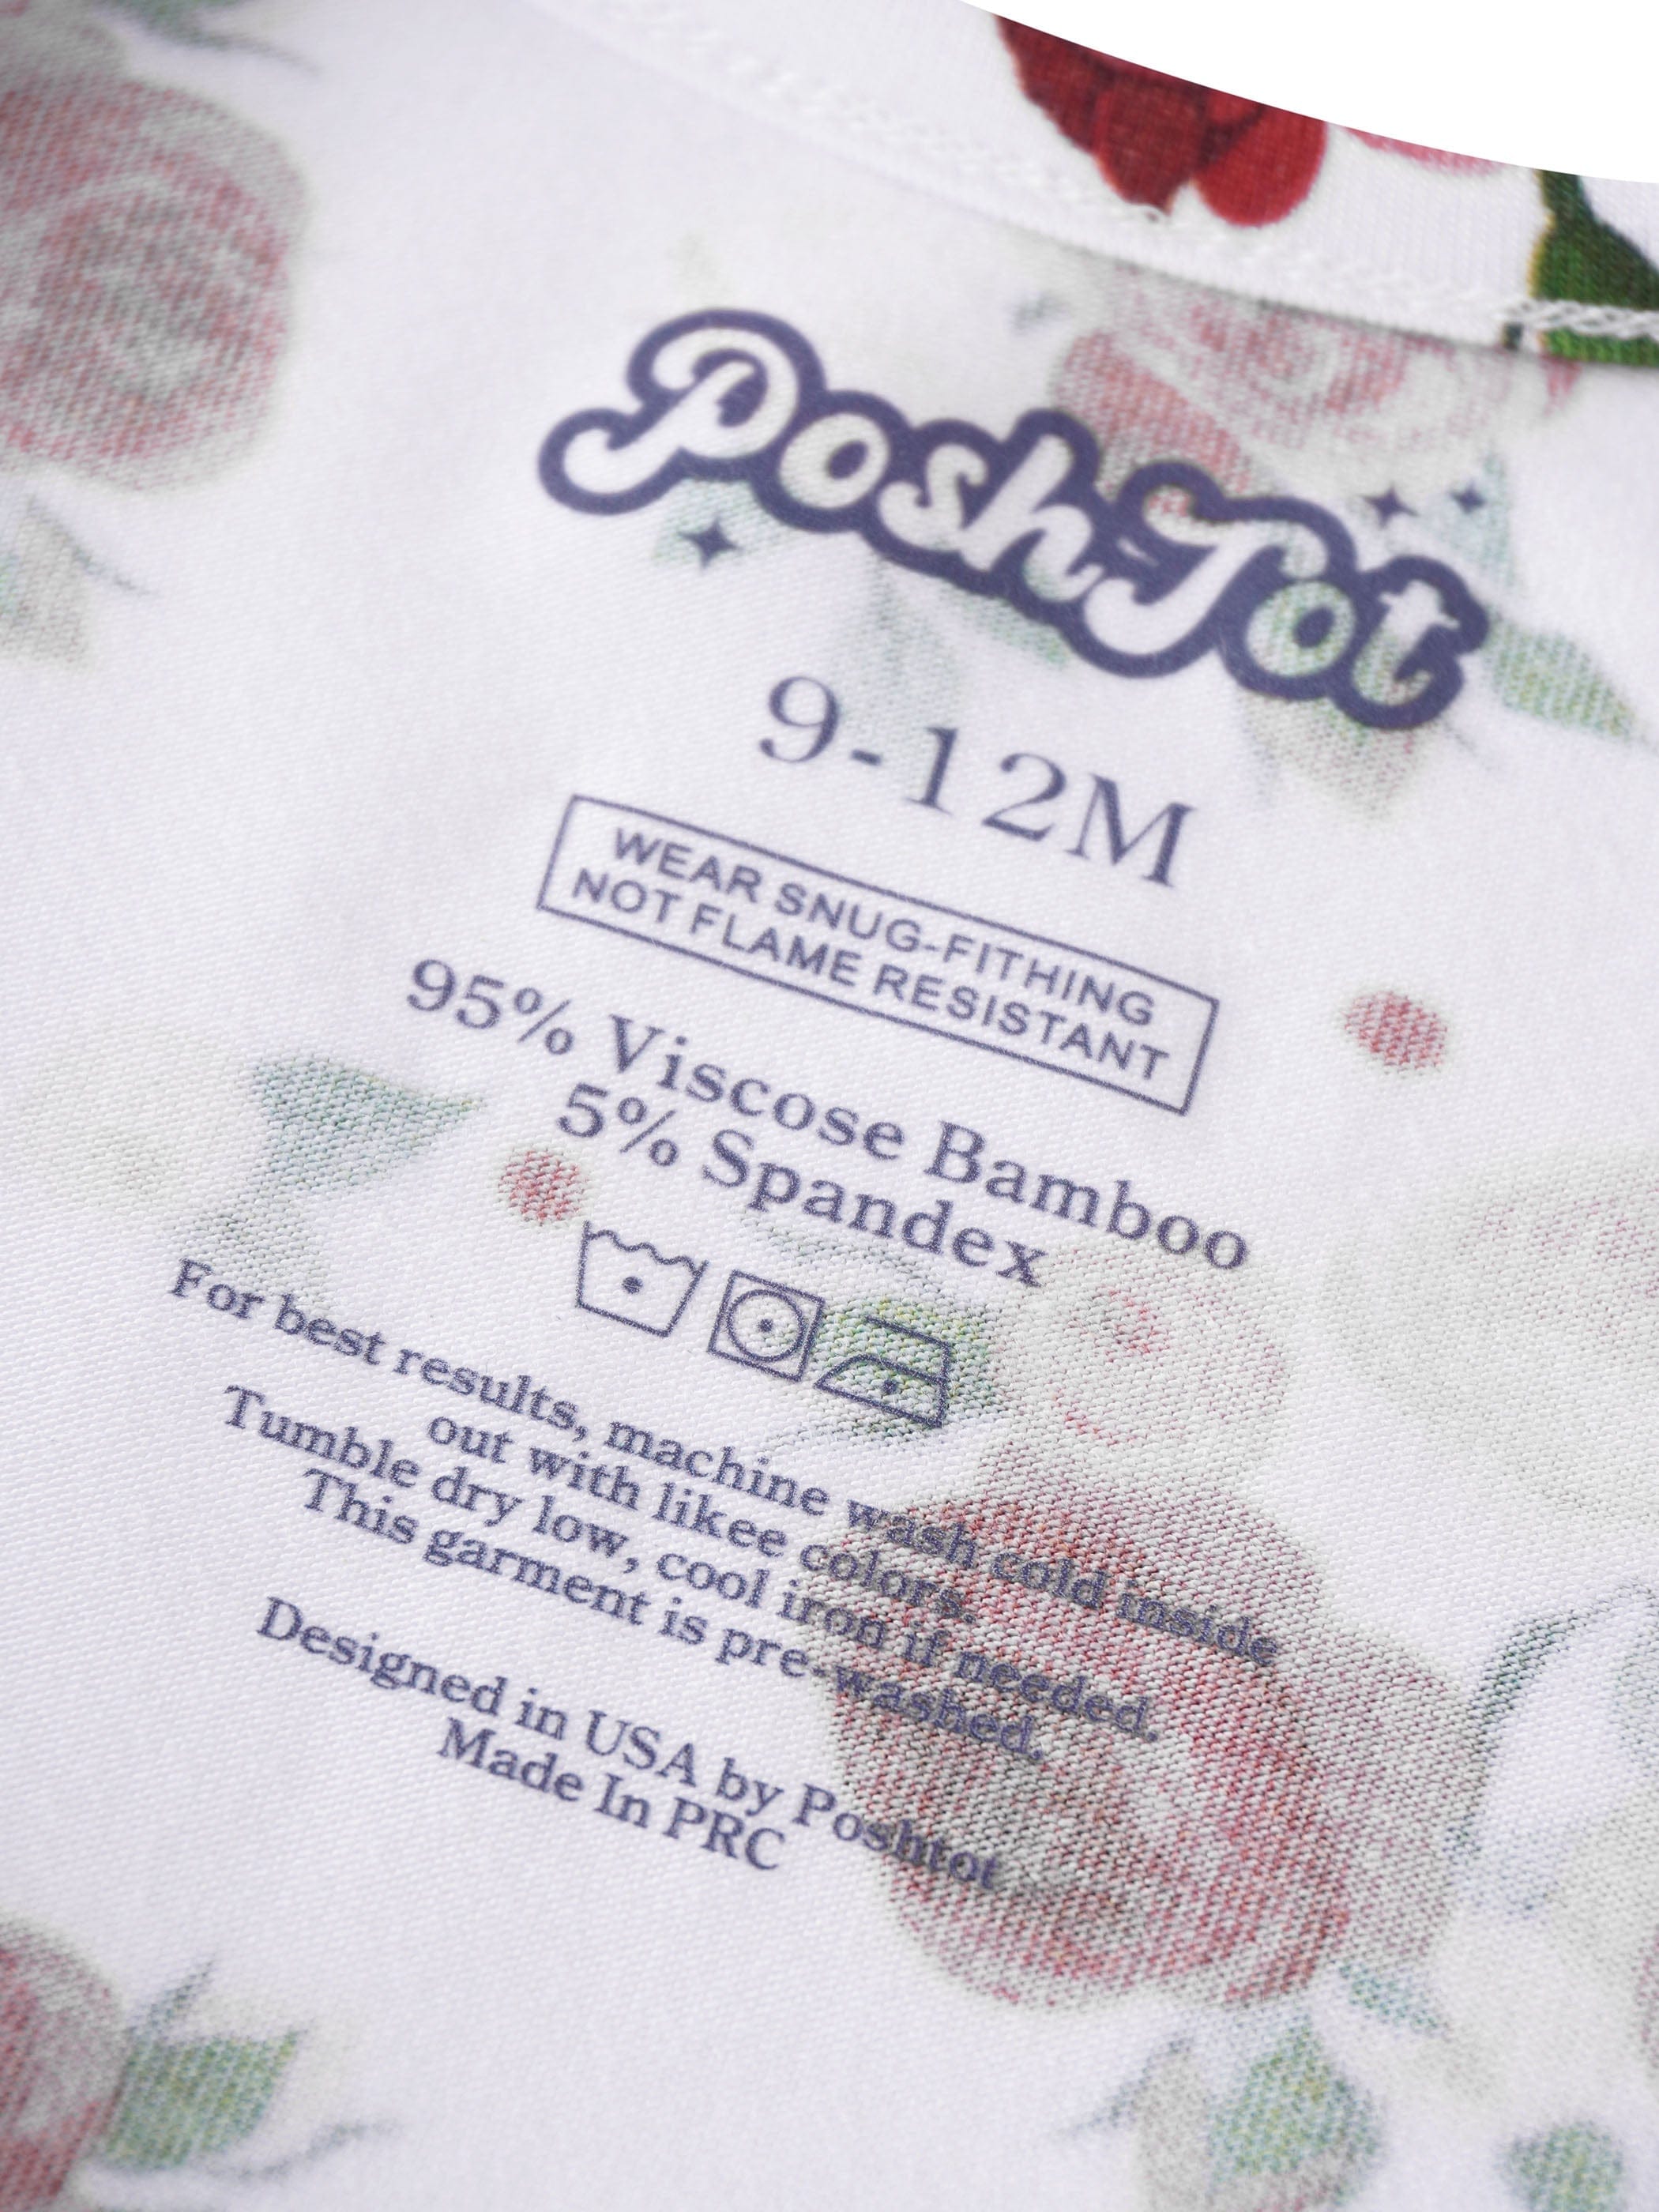 PoshTot
9-12M
WEAR SNUG-FITHING
NOT FLAME RESISTANT
95% Viscose Bamboo
5% Spandex
For best results, machine wash cold inside
out with likee colors.
Tumble dry low, cool iron if needed.
This garment is pre-washed.
Designed in USA by Poshtot
Made In PRC